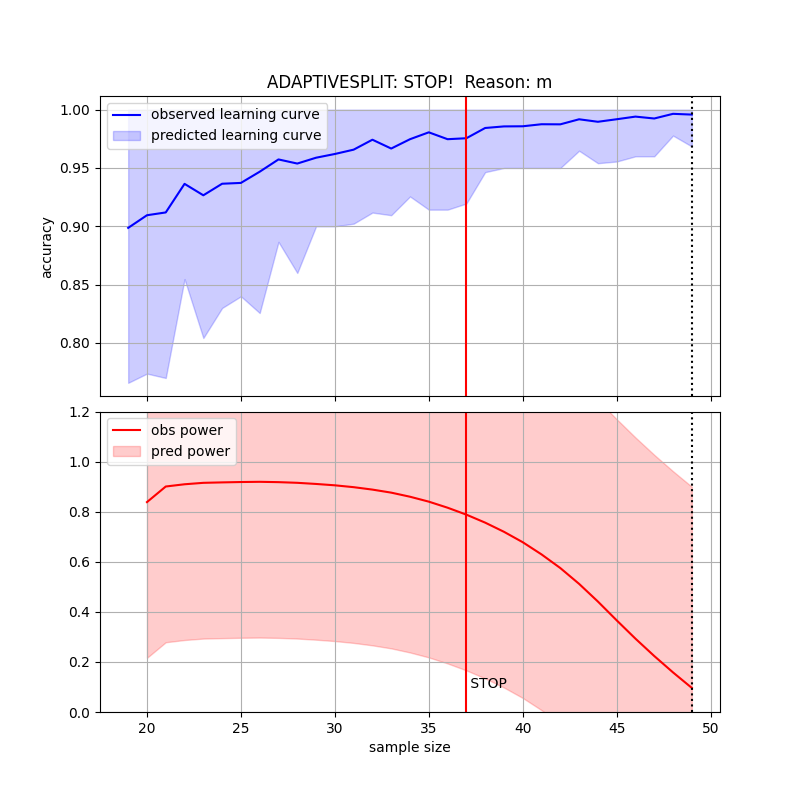 ADAPTIVESPLIT: STOP!  Reason: m
observed learning curve
predicted learning curve
accuracy
1.00
0.95
0.90
0.85
0.80
obs power
pred power
1.2
1.0
0.8
0.6
0.4
0.2
0.0
STOP
20 25 30 35 40 45 50
sample size